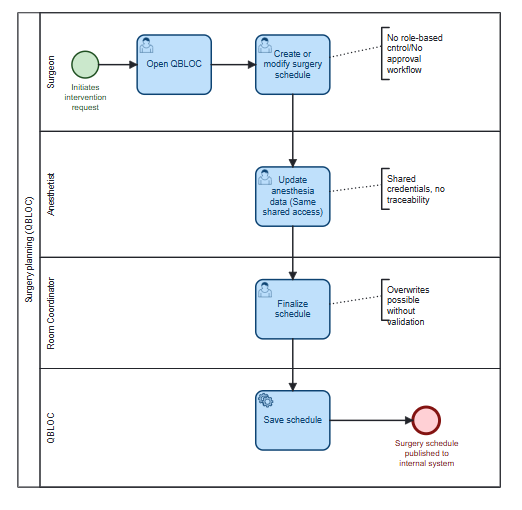 Surgery planning (QBLOC)
Surgeon
Initiates
intervention
request
Open QBLOC
Create or
modify surgery
schedule
No role-based
cntrol/No
approval
workflow
Anesthetist
Update
anesthesia
data (Same
shared access)
Shared
credentials, no
traceability
Room Coordinator
Finalize
schedule
Overwrites
possible
without
validation
QBLOC
Save schedule
Surgery schedule
published to
internal system